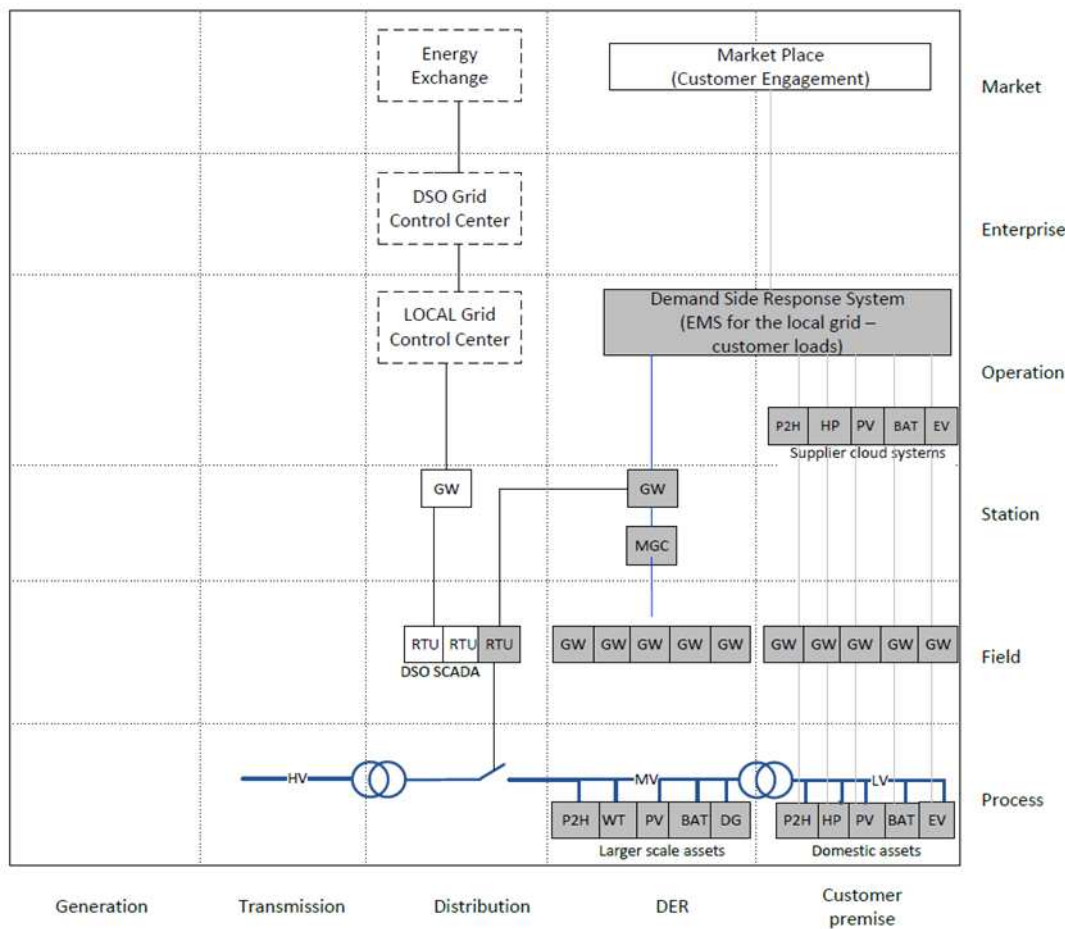 Energy
Exchange
Market Place
(Customer Engagement)
Market
DSO Grid
Control Center
Enterprise
LOCAL Grid
Control Center
Demand Side Response System
(EMS for the local grid –
customer loads)
Operation
P2H HP PV BAT EV
Supplier cloud systems
GW GW
Station
MGC
RTU RTU RTU GW GW GW GW GW GW GW GW GW GW
DSO SCADA
Field
HV MV LV
Process
P2H WT PV BAT DG P2H HP PV BAT EV
Larger scale assets Domestic assets
Generation Transmission Distribution DER Customer
premise